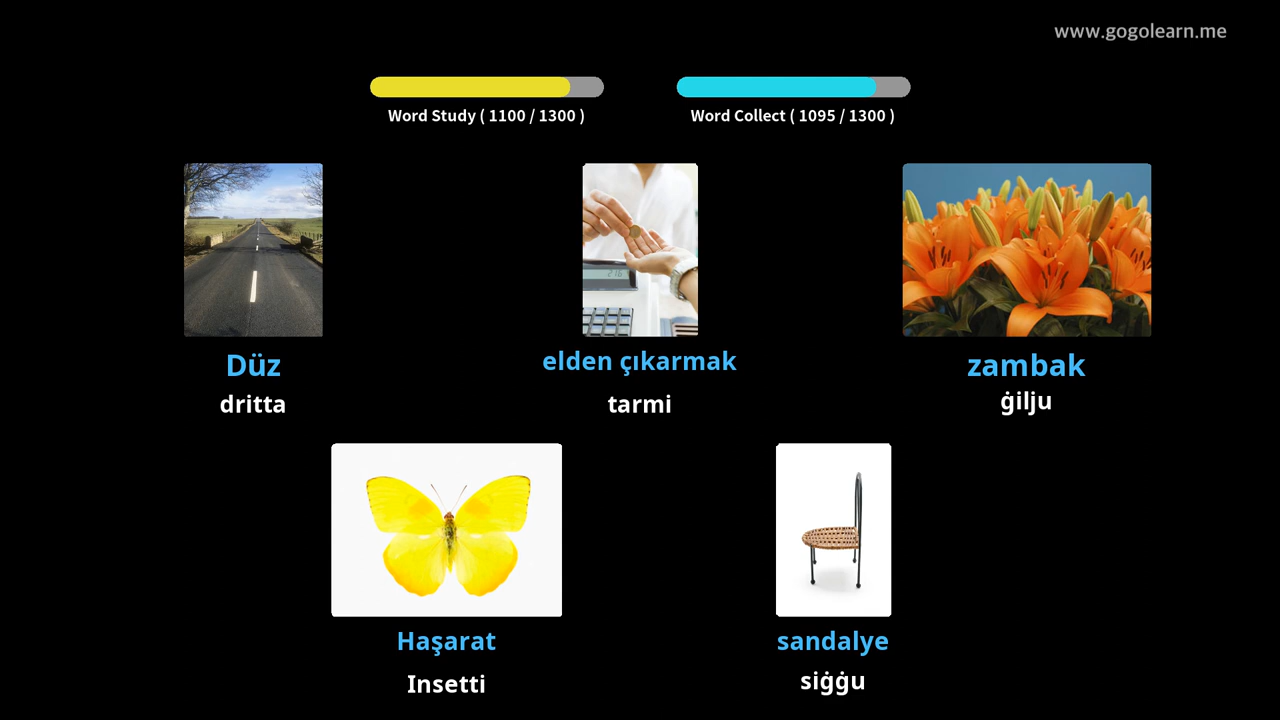 www.gogolearn.me
Word Study ( 1100 / 1300 )
Word Collect ( 1095 / 1300 )
Düz
elden çıkarmak
zambak
dritta
tarmi
ġilju
Haşarat
sandalye
Insetti
siġġu